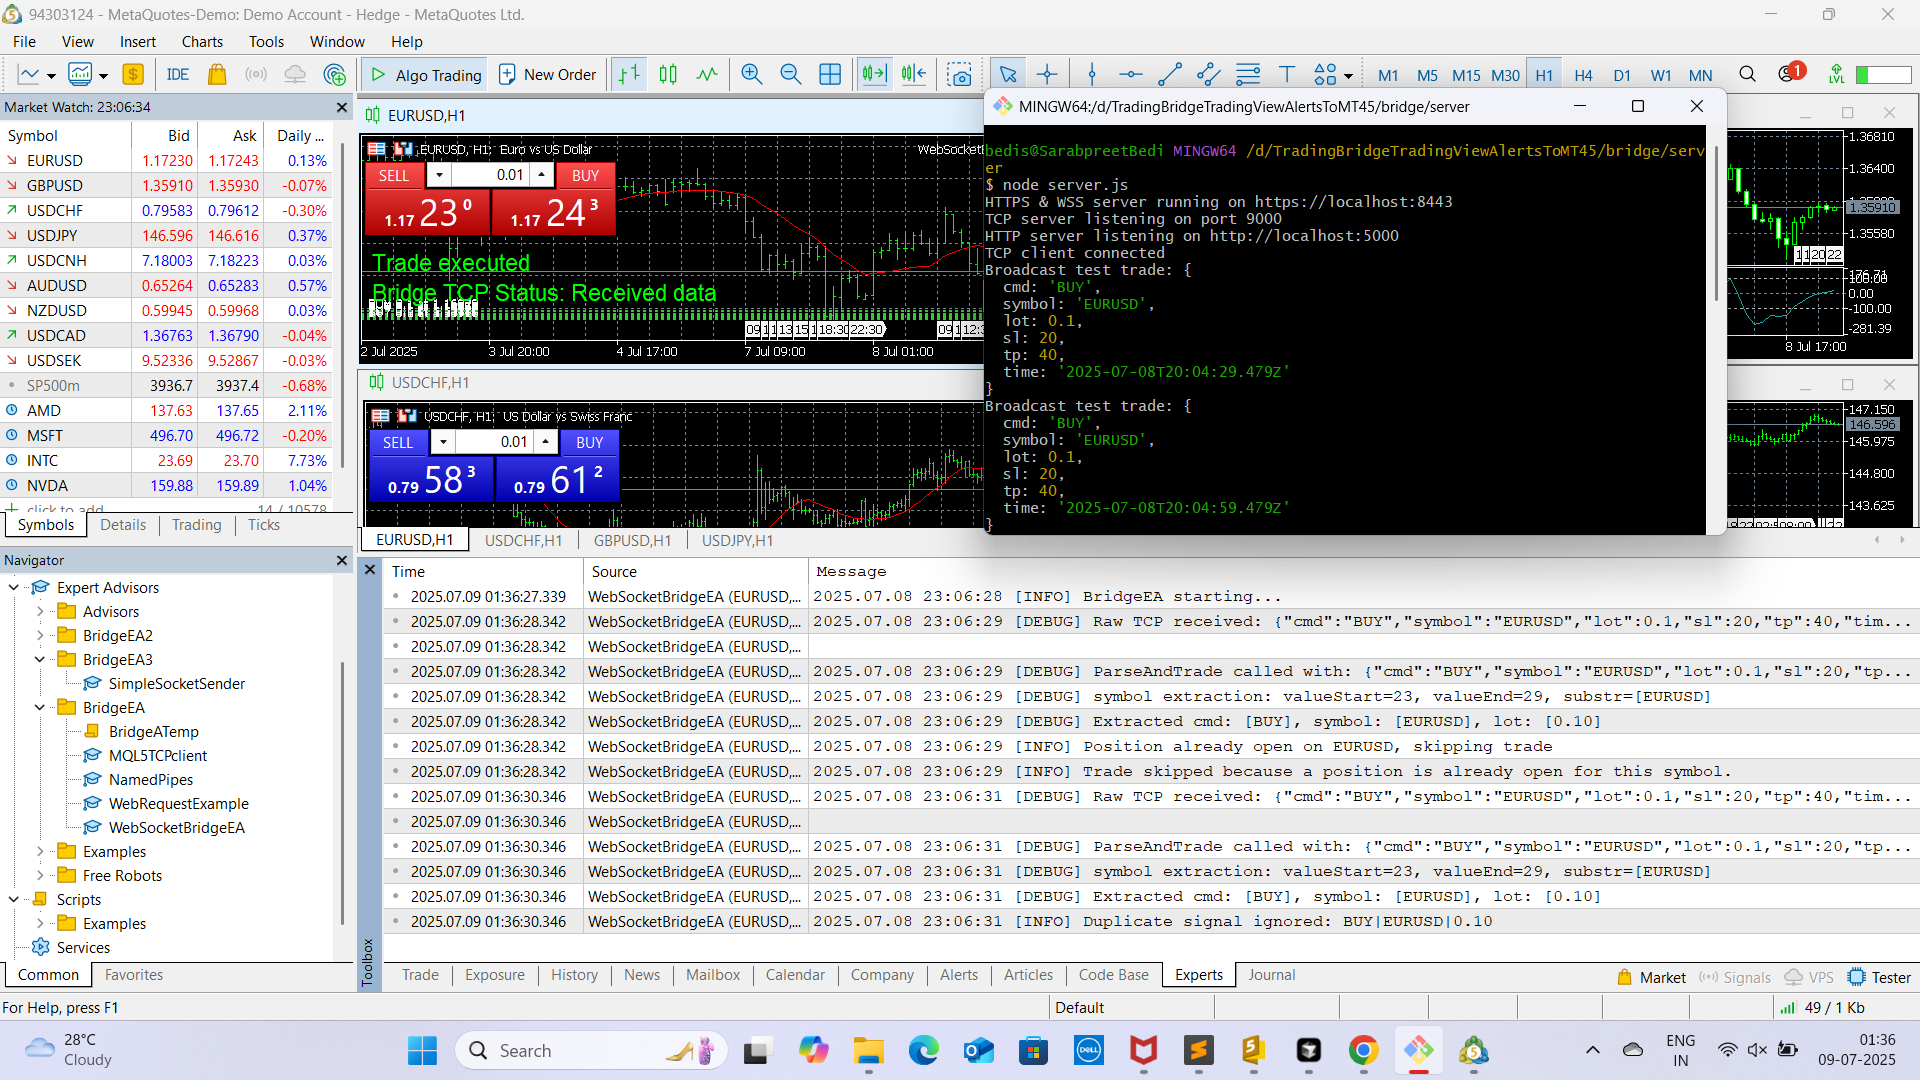 94303124 - MetaQuotes-Demo: Demo Account - Hedge - MetaQuotes Ltd.
File View Insert Charts Tools Window Help
IDE Algo Trading New Order M1 M5 M15 M30 H1 H4 D1 W1 MN 1
Market Watch: 23:06:34
Symbol Bid Ask Daily ...
EURUSD 1.17230 1.17243 0.13%
GBPUSD 1.35910 1.35930 -0.07%
USDCHF 0.79583 0.79612 -0.30%
USDJPY 146.596 146.616 0.37%
USDCNH 7.18003 7.18223 0.03%
AUDUSD 0.65264 0.65283 0.57%
NZDUSD 0.59945 0.59968 0.03%
USDCAD 1.36763 1.36790 -0.04%
USDSEK 9.52336 9.52867 -0.03%
SP500m 3936.7 3937.4 -0.68%
AMD 137.63 137.65 2.11%
MSFT 496.70 496.72 -0.20%
INTC 23.69 23.70 7.73%
NVDA 159.88 159.89 1.04%
click to add 14 / 10578
Symbols Details Trading Ticks
Navigator
Expert Advisors
Advisors
BridgeEA2
BridgeEA3
SimpleSocketSender
BridgeEA
BridgeATemp
MQL5TCPclient
NamedPipes
WebRequestExample
WebSocketBridgeEA
Examples
Free Robots
Scripts
Examples
Services
Common Favorites
EURUSD,H1
EURUSD, H1: Euro vs US Dollar
SELL 0.01 BUY
1.17 23 0 1.17 24 3
Trade executed
Bridge TCP Status: Received data
2 Jul 2025 3 Jul 20:00 4 Jul 17:00 7 Jul 09:00 8 Jul 01:00
USDCHF,H1
USDCHF, H1: US Dollar vs Swiss Franc
SELL 0.01 BUY
0.79 58 3 0.79 61 2
EURUSD,H1 USDCHF,H1 GBPUSD,H1 USDJPY,H1
MINGW64:/d/TradingBridgeTradingViewAlertsToMT45/bridge/server
bedis@SarabpreetBedi MINGW64 /d/TradingBridgeTradingViewAlertsToMT45/bridge/serv
er
$ node server.js
HTTPS & WSS server running on https://localhost:8443
TCP server listening on port 9000
HTTP server listening on http://localhost:5000
TCP client connected
Broadcast test trade: {
cmd: 'BUY',
symbol: 'EURUSD',
lot: 0.1,
sl: 20,
tp: 40,
time: '2025-07-08T20:04:29.479Z'
}
Broadcast test trade: {
cmd: 'BUY',
symbol: 'EURUSD',
lot: 0.1,
sl: 20,
tp: 40,
time: '2025-07-08T20:04:59.479Z'
}
1.36810
1.36400
1.35910
1.35580
0.00
-100.00
-281.39
8 Jul 17:00
147.150
146.596
145.975
144.800
143.625
Time Source Message
2025.07.09 01:36:27.339 WebSocketBridgeEA (EURUSD,... 2025.07.08 23:06:28 [INFO] BridgeEA starting...
2025.07.09 01:36:28.342 WebSocketBridgeEA (EURUSD,... 2025.07.08 23:06:29 [DEBUG] Raw TCP received: {"cmd":"BUY","symbol":"EURUSD","lot":0.1,"sl":20,"tp":40,"tim...
2025.07.09 01:36:28.342 WebSocketBridgeEA (EURUSD,...
2025.07.09 01:36:28.342 WebSocketBridgeEA (EURUSD,... 2025.07.08 23:06:29 [DEBUG] ParseAndTrade called with: {"cmd":"BUY","symbol":"EURUSD","lot":0.1,"sl":20,"tp...
2025.07.09 01:36:28.342 WebSocketBridgeEA (EURUSD,... 2025.07.08 23:06:29 [DEBUG] symbol extraction: valueStart=23, valueEnd=29, substr=[EURUSD]
2025.07.09 01:36:28.342 WebSocketBridgeEA (EURUSD,... 2025.07.08 23:06:29 [DEBUG] Extracted cmd: [BUY], symbol: [EURUSD], lot: [0.10]
2025.07.09 01:36:28.342 WebSocketBridgeEA (EURUSD,... 2025.07.08 23:06:29 [INFO] Position already open on EURUSD, skipping trade
2025.07.09 01:36:28.342 WebSocketBridgeEA (EURUSD,... 2025.07.08 23:06:29 [INFO] Trade skipped because a position is already open for this symbol.
2025.07.09 01:36:30.346 WebSocketBridgeEA (EURUSD,... 2025.07.08 23:06:31 [DEBUG] Raw TCP received: {"cmd":"BUY","symbol":"EURUSD","lot":0.1,"sl":20,"tp":40,"tim...
2025.07.09 01:36:30.346 WebSocketBridgeEA (EURUSD,...
2025.07.09 01:36:30.346 WebSocketBridgeEA (EURUSD,... 2025.07.08 23:06:31 [DEBUG] ParseAndTrade called with: {"cmd":"BUY","symbol":"EURUSD","lot":0.1,"sl":20,"tp...
2025.07.09 01:36:30.346 WebSocketBridgeEA (EURUSD,... 2025.07.08 23:06:31 [DEBUG] symbol extraction: valueStart=23, valueEnd=29, substr=[EURUSD]
2025.07.09 01:36:30.346 WebSocketBridgeEA (EURUSD,... 2025.07.08 23:06:31 [DEBUG] Extracted cmd: [BUY], symbol: [EURUSD], lot: [0.10]
2025.07.09 01:36:30.346 WebSocketBridgeEA (EURUSD,... 2025.07.08 23:06:31 [INFO] Duplicate signal ignored: BUY|EURUSD|0.10
Toolbox
Trade Exposure History News Mailbox Calendar Company Alerts Articles Code Base Experts Journal
Market Signals VPS Tester
For Help, press F1 Default 49 / 1 Kb
28°C
Cloudy
Search
DELL
ENG
IN
01:36
09-07-2025